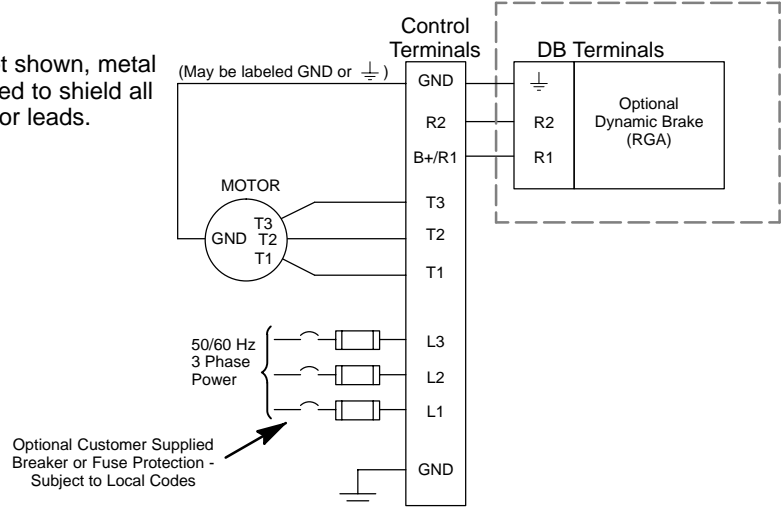 t shown, metal
ed to shield all
or leads.
(May be labeled GND or ⏚)
Control
Terminals
DB Terminals
GND
R2
B+/R1
T3
T2
T1
L3
L2
L1
GND
⏚
R2
R1
Optional
Dynamic Brake
(RGA)
MOTOR
T3
GND T2
T1
50/60 Hz
3 Phase
Power
Optional Customer Supplied
Breaker or Fuse Protection -
Subject to Local Codes